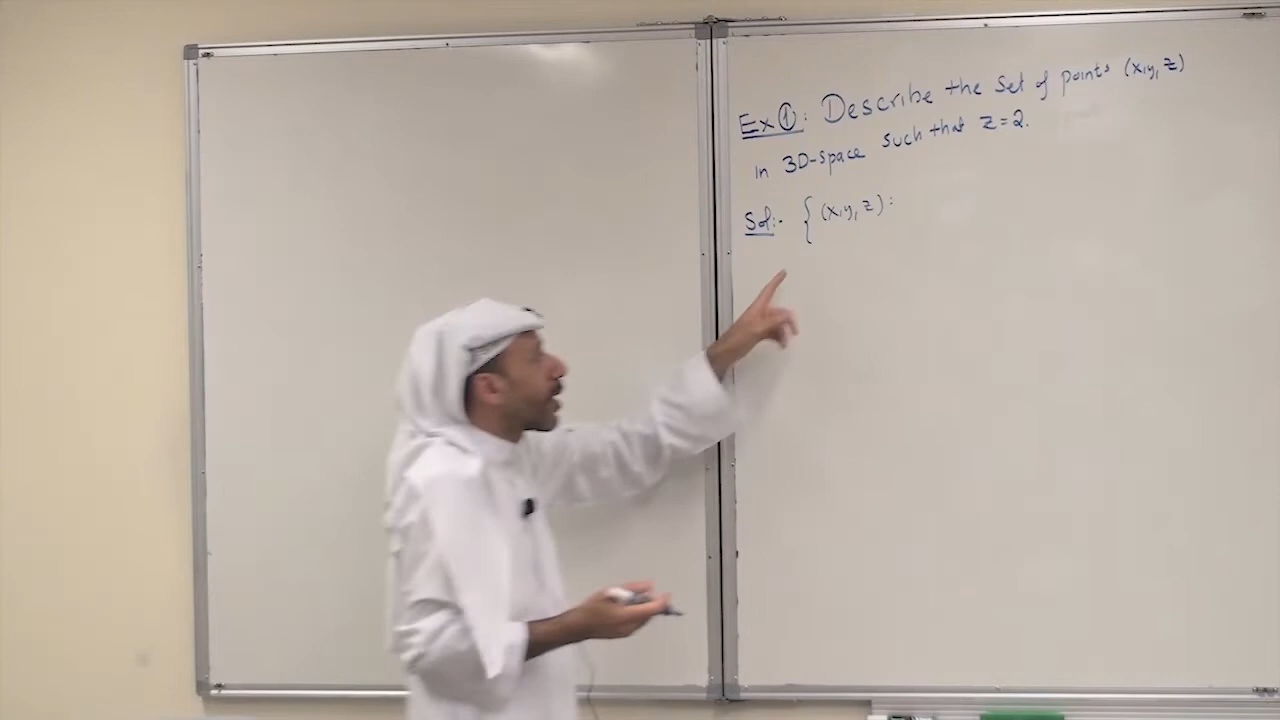 Ex①: Describe the set of points (x,y,z)
in 3D-space such that z=2.
Sol:- { (x,y,z):